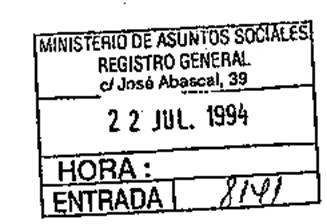 MINISTERIO DE ASUNTOS SOCIALES
REGISTRO GENERAL
c/ José Abascal, 39
22 JUL. 1994
HORA:
ENTRADA 8141